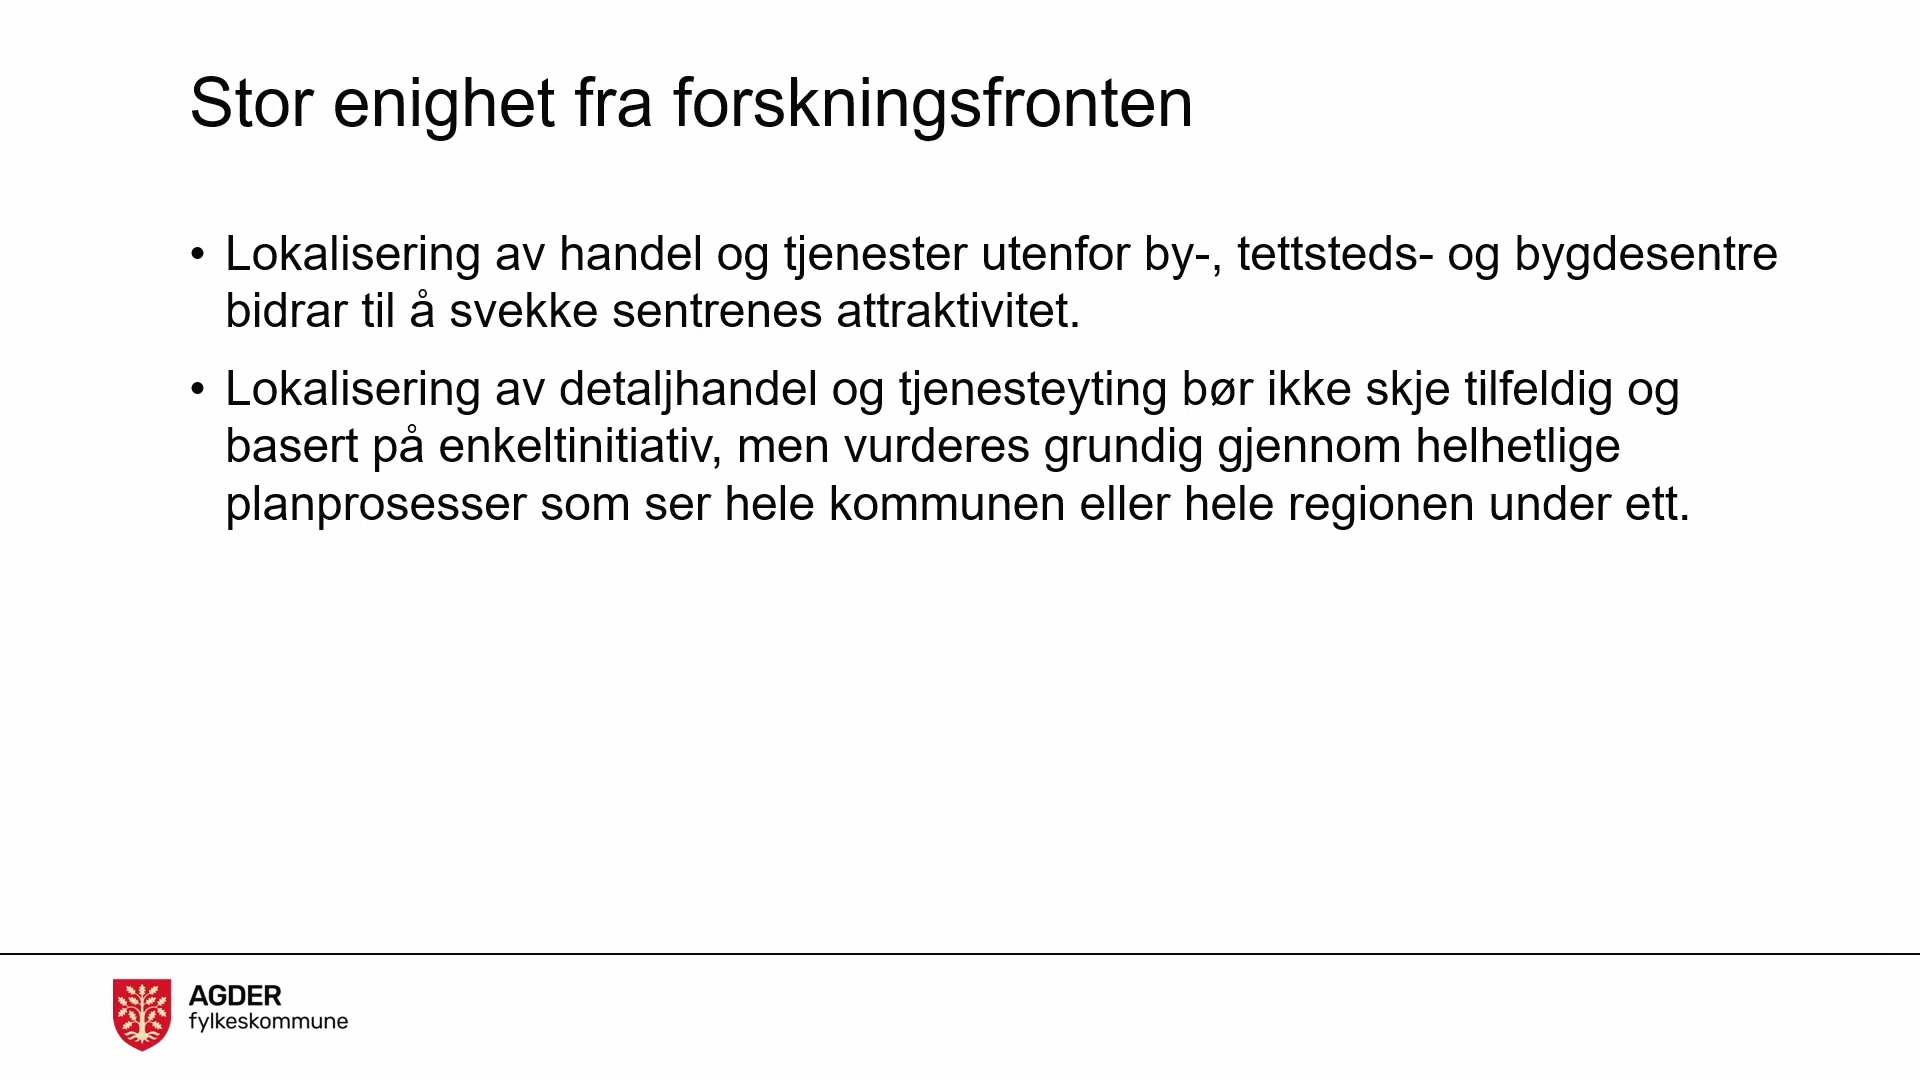 Stor enighet fra forskningsfronten
• Lokalisering av handel og tjenester utenfor by-, tettsteds- og bygdesentre
bidrar til å svekke sentrenes attraktivitet.
• Lokalisering av detaljhandel og tjenesteyting bør ikke skje tilfeldig og
basert på enkeltinitiativ, men vurderes grundig gjennom helhetlige
planprosesser som ser hele kommunen eller hele regionen under ett.
AGDER
fylkeskommune